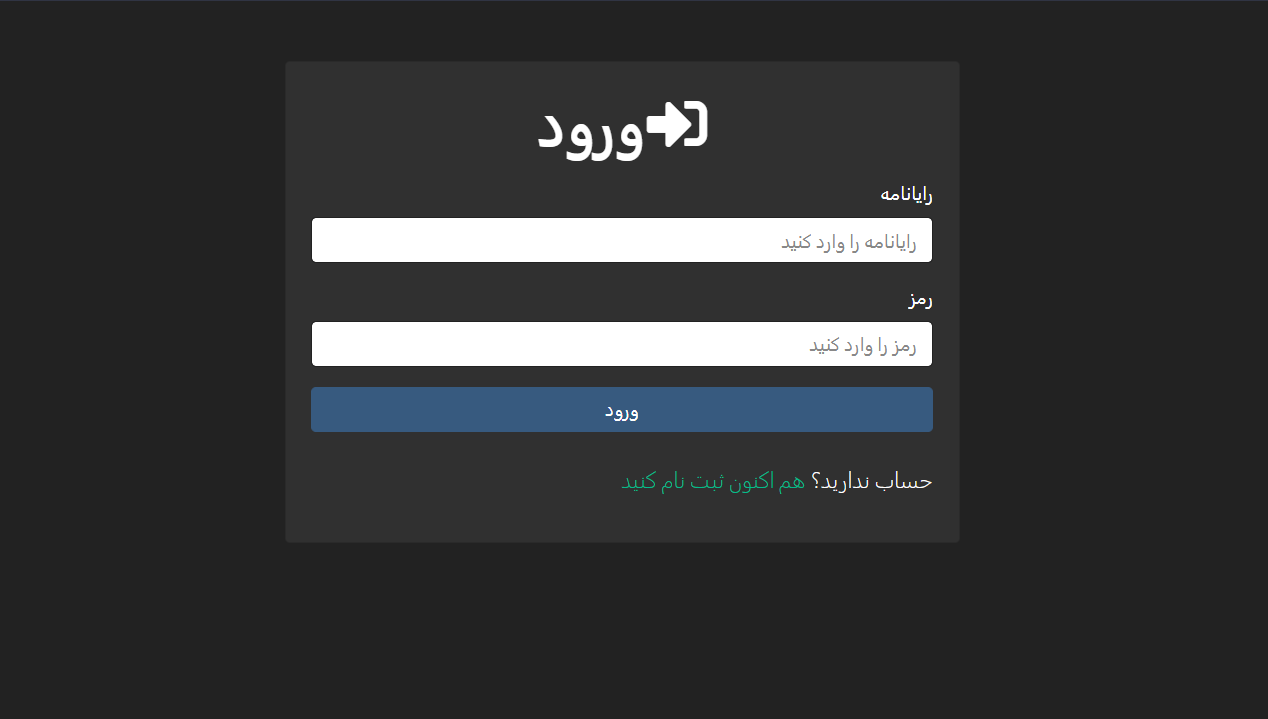 ورود
رایانامه
رایانامه را وارد کنید
رمز
رمز را وارد کنید
ورود
حساب ندارید؟ هم اکنون ثبت نام کنید